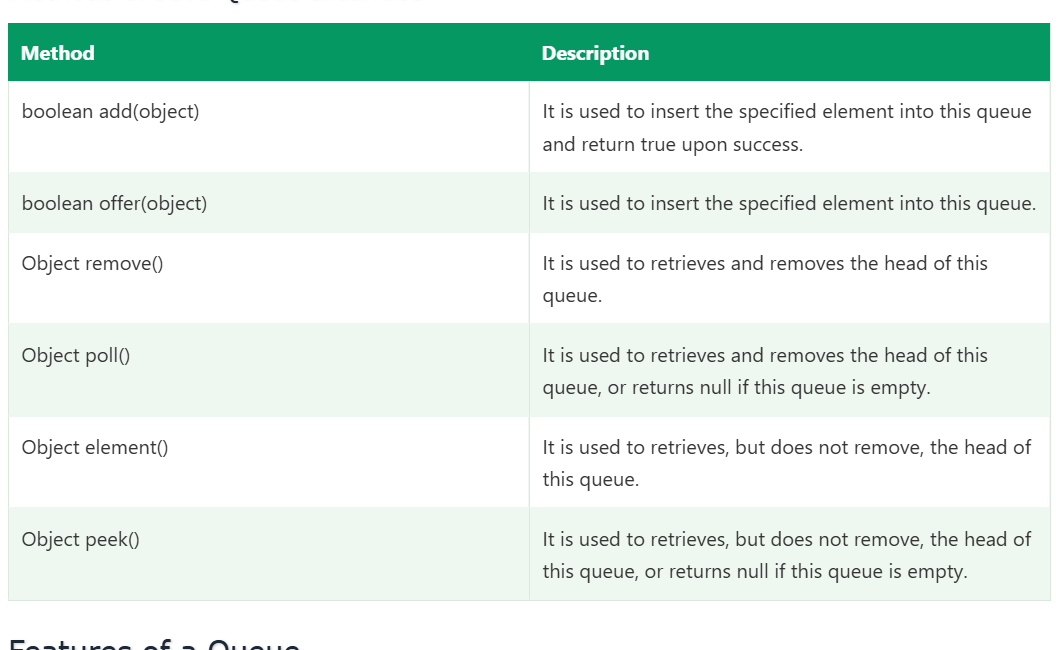 Method
Description
boolean add(object)
It is used to insert the specified element into this queue
and return true upon success.
boolean offer(object)
It is used to insert the specified element into this queue.
Object remove()
It is used to retrieves and removes the head of this
queue.
Object poll()
It is used to retrieves and removes the head of this
queue, or returns null if this queue is empty.
Object element()
It is used to retrieves, but does not remove, the head of
this queue.
Object peek()
It is used to retrieves, but does not remove, the head of
this queue, or returns null if this queue is empty.
Features of a Queue